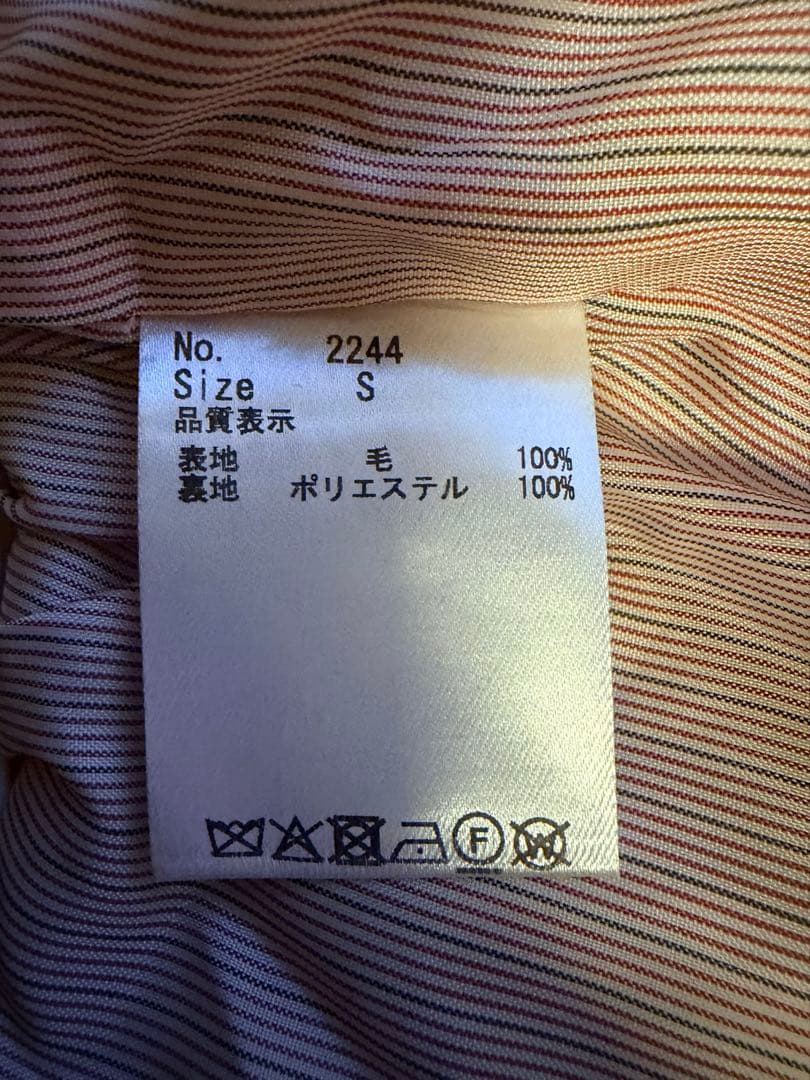 No. 2244
Size S
品質表示
表地 毛 100%
裏地 ポリエステル 100%
F W